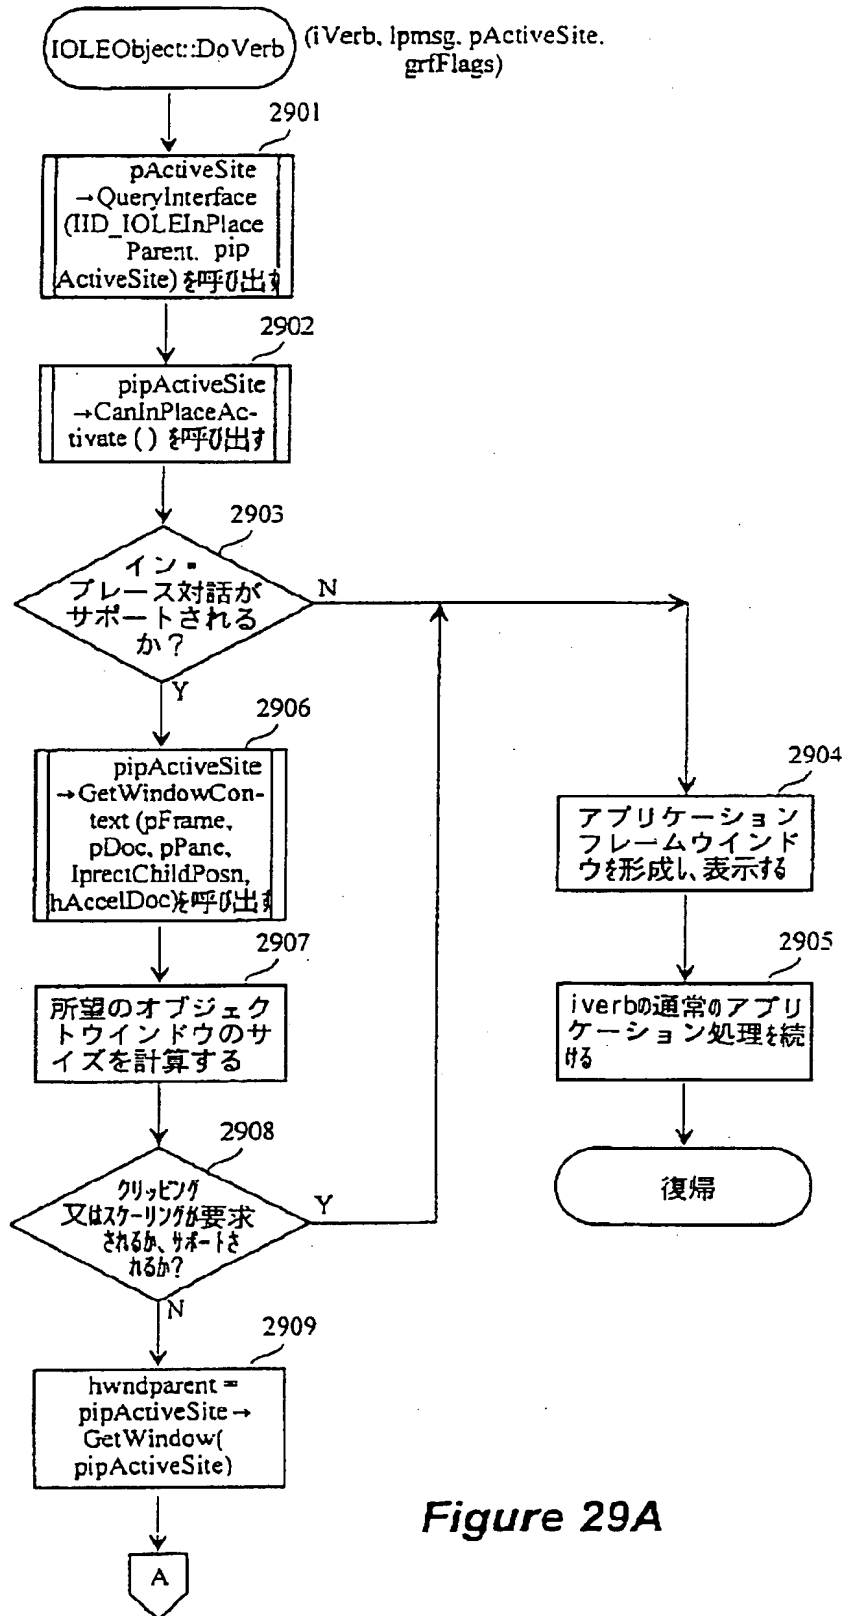 IOLEObject::DoVerb
(iVerb, lpmsg, pActiveSite,
grfFlags)
2901
pActiveSite
→QueryInterface
(IID_IOLEInPlace
Parent, pip
ActiveSite)を呼び出す
2902
pipActiveSite
→CanInPlaceAc-
tivate ( ) を呼び出す
2903
イン-
プレース対話が
サポートされる
か?
N
Y
2906
pipActiveSite
→GetWindowCon-
text (pFrame,
pDoc, pPane,
lprectChildPosn,
hAccelDoc)を呼び出す
2907
所望のオブジェク
トウインドウのサ
イズを計算する
2908
クリッピング
又はスケーリングが要求
されるか、サポートさ
れるか?
Y
N
2909
hwndparent =
pipActiveSite→
GetWindow(
pipActiveSite)
A
2904
アプリケーション
フレームウインド
ウを形成し、表示する
2905
iverbの通常のアプリ
ケーション処理を続
ける
復帰
Figure 29A